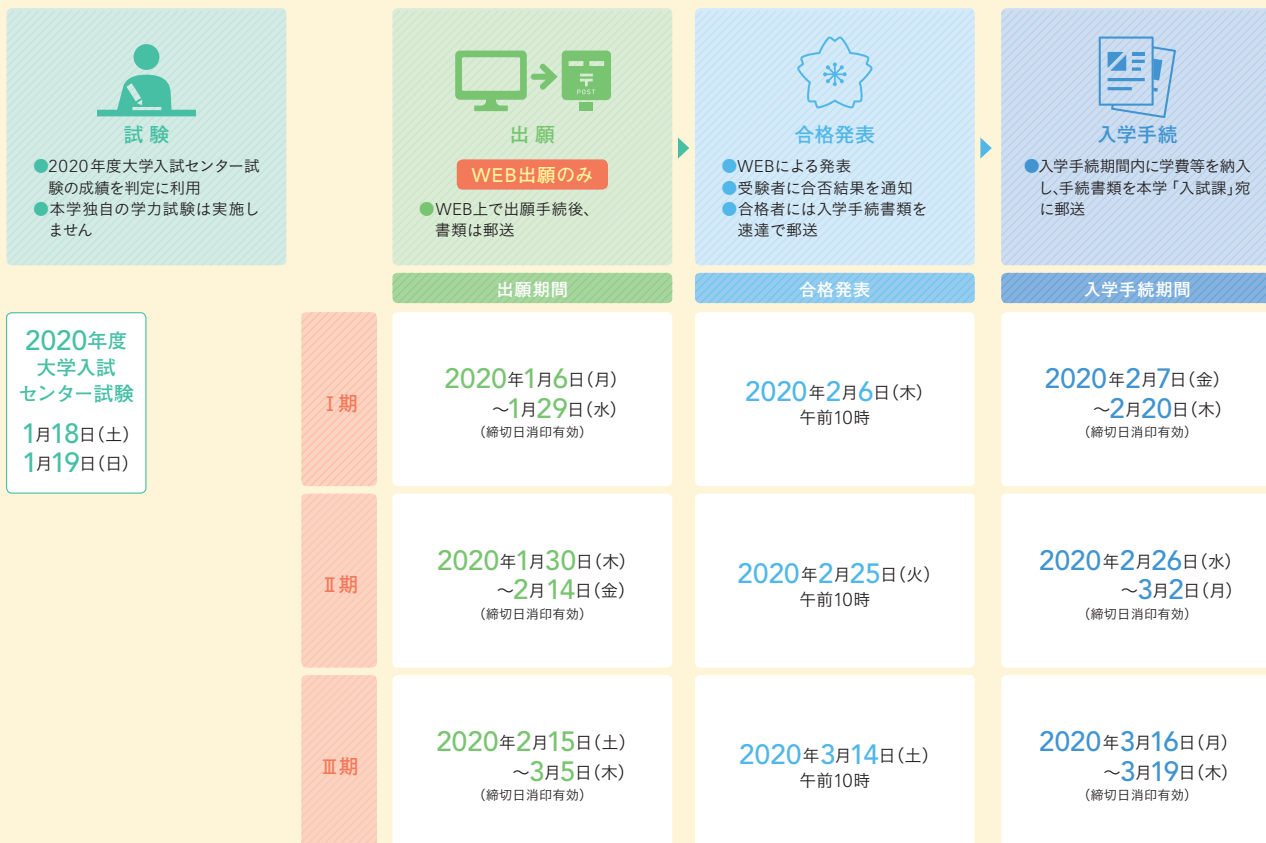 試験
●2020年度大学入試センター試
験の成績を判定に利用
●本学独自の学力試験は実施し
ません
POST
出願
WEB出願のみ
●WEB上で出願手続後、
書類は郵送
合格発表
●WEBによる発表
●受験者に合否結果を通知
●合格者には入学手続書類を
速達で郵送
入学手続
●入学手続期間内に学費等を納入
し、手続書類を本学「入試課」宛
に郵送
出願期間
合格発表
入学手続期間
2020年度
大学入試
センター試験
1月18日(土)
1月19日(日)
Ⅰ期
2020年1月6日(月)
～1月29日(水)
(締切日消印有効)
2020年2月6日(木)
午前10時
2020年2月7日(金)
～2月20日(木)
(締切日消印有効)
Ⅱ期
2020年1月30日(木)
～2月14日(金)
(締切日消印有効)
2020年2月25日(火)
午前10時
2020年2月26日(水)
～3月2日(月)
(締切日消印有効)
Ⅲ期
2020年2月15日(土)
～3月5日(木)
(締切日消印有効)
2020年3月14日(土)
午前10時
2020年3月16日(月)
～3月19日(木)
(締切日消印有効)